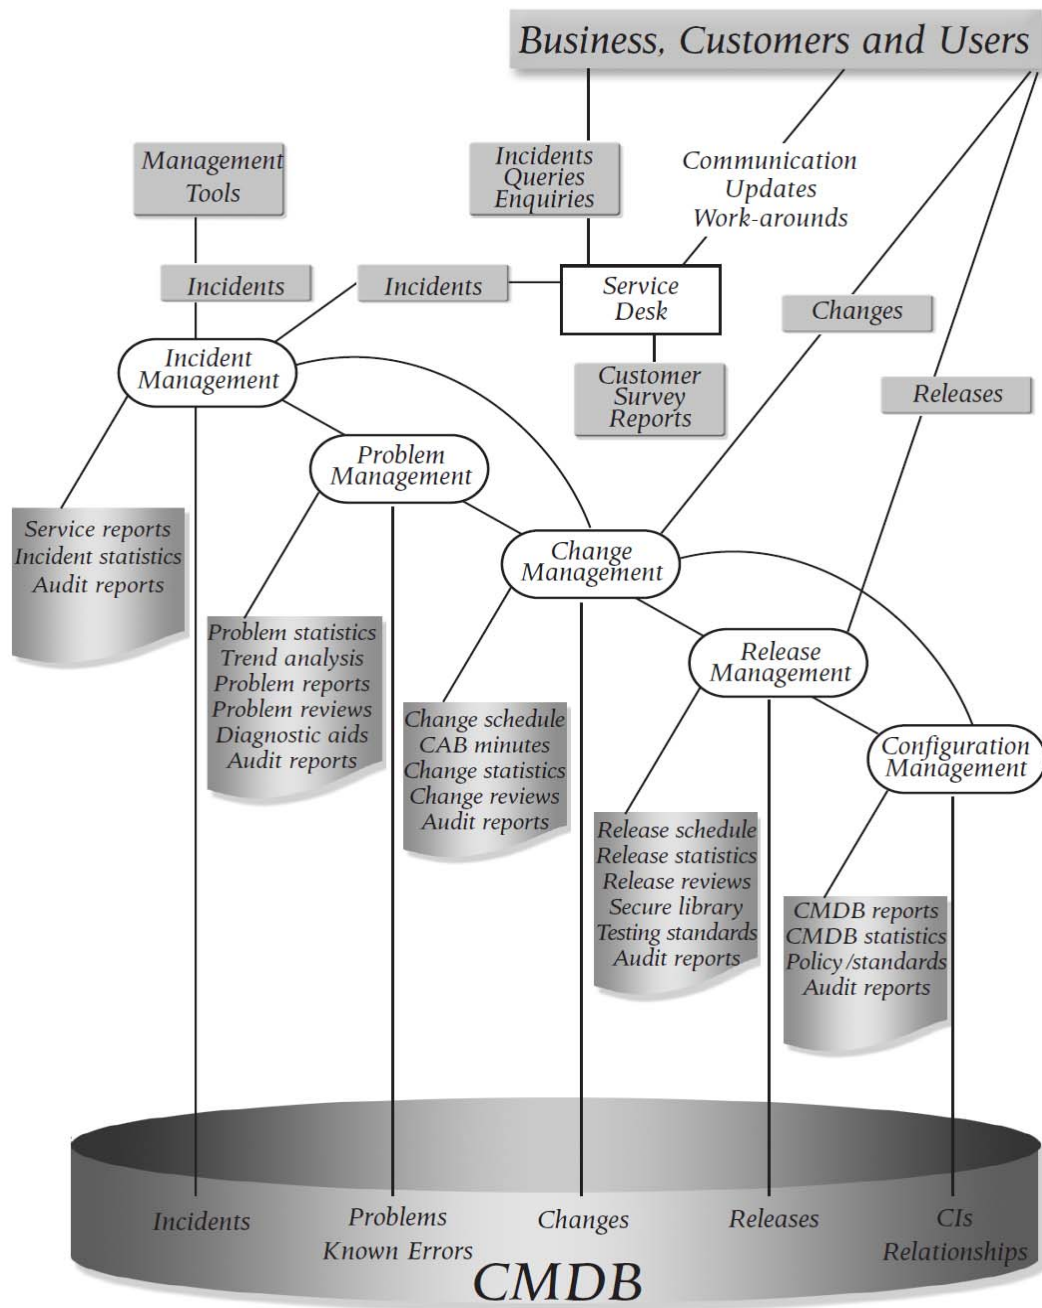 Business, Customers and Users
Management
Tools
Incidents
Queries
Enquiries
Communication
Updates
Work-arounds
Incidents
Incidents
Service
Desk
Changes
Incident
Management
Customer
Survey
Reports
Releases
Problem
Management
Service reports
Incident statistics
Audit reports
Change
Management
Problem statistics
Trend analysis
Problem reports
Problem reviews
Diagnostic aids
Audit reports
Release
Management
Change schedule
CAB minutes
Change statistics
Change reviews
Audit reports
Configuration
Management
Release schedule
Release statistics
Release reviews
Secure library
Testing standards
Audit reports
CMDB reports
CMDB statistics
Policy/standards
Audit reports
Incidents
Problems
Known Errors
Changes
Releases
CIs
Relationships
CMDB